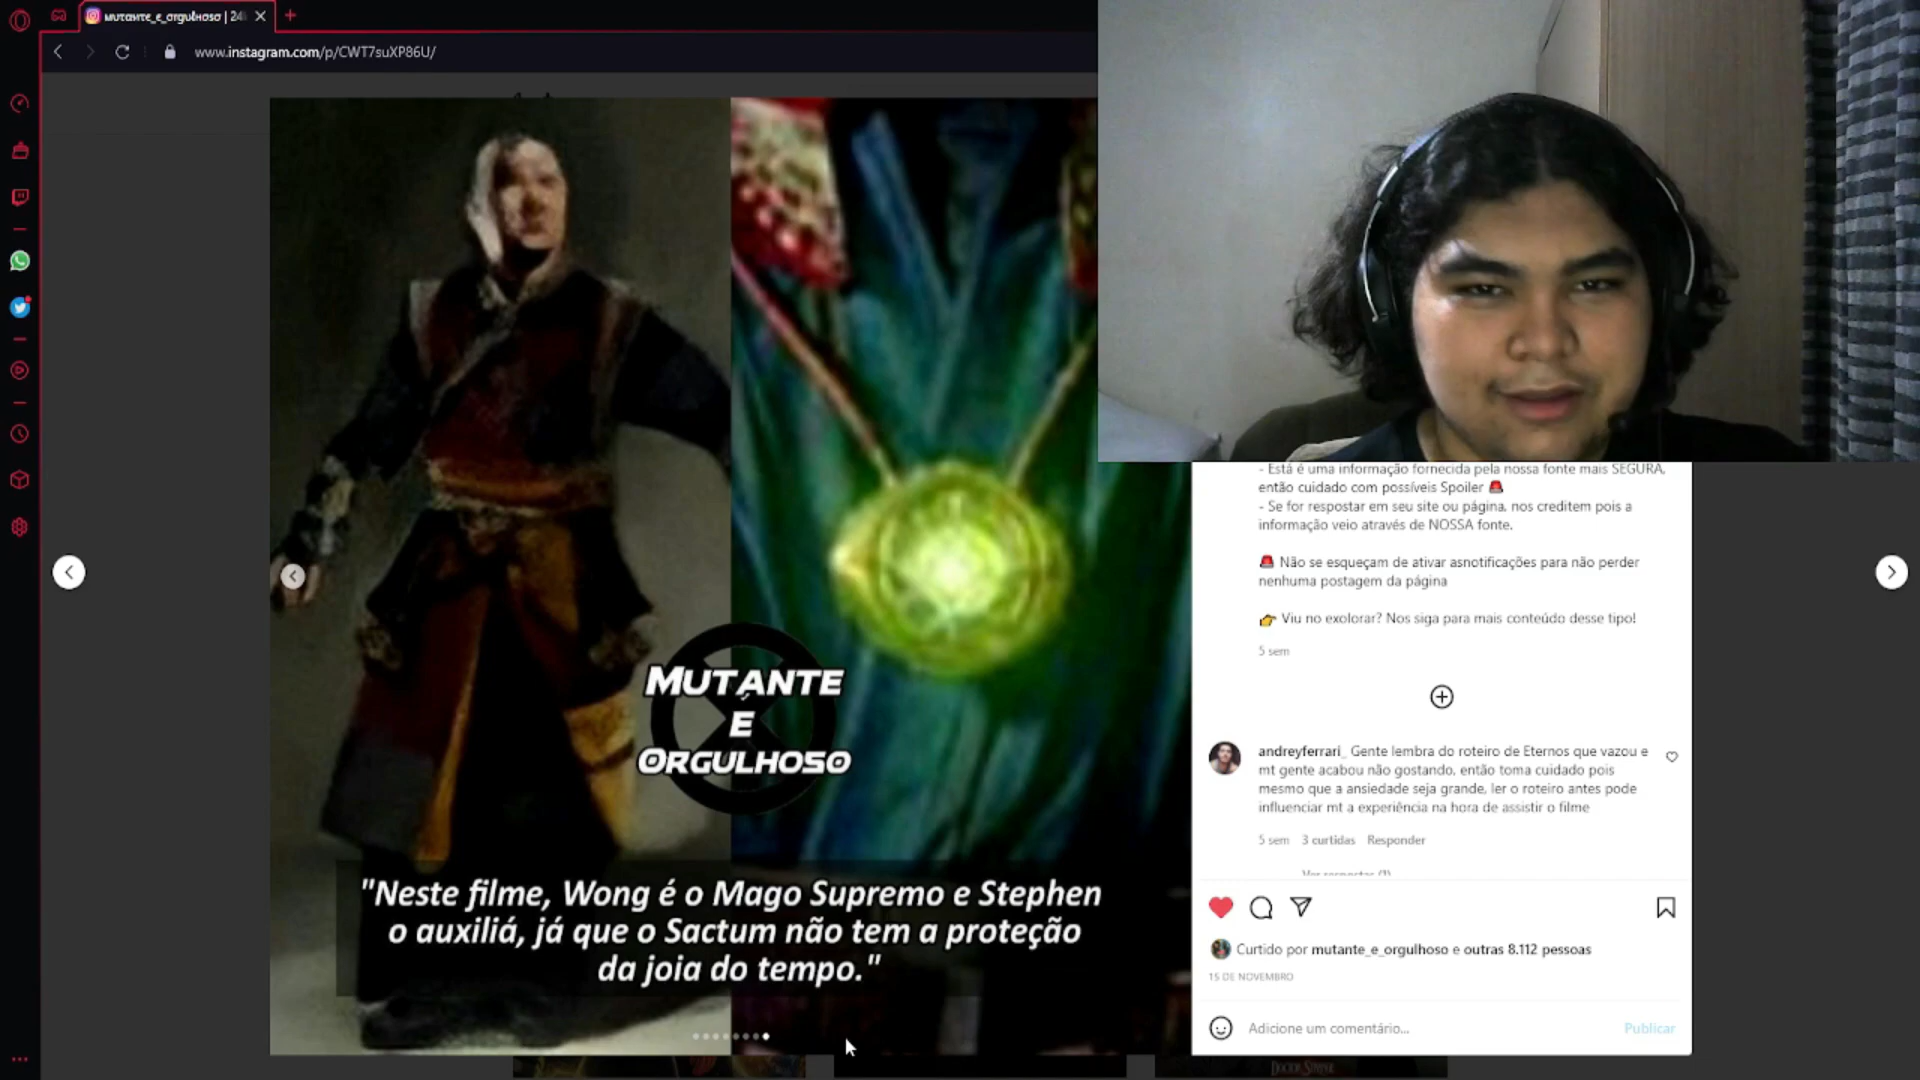 мυтαɴтε_ε_σrgυℓнσsσ | 24
www.instagram.com/p/CWT7suXP86U/
MUTANTE
É
ORGULHOSO
"Neste filme, Wong é o Mago Supremo e Stephen
o auxiliá, já que o Sactum não tem a proteção
da joia do tempo."
- Está é uma informação fornecida pela nossa fonte mais SEGURA,
então cuidado com possíveis Spoiler 🚨
- Se for respostar em seu site ou página, nos creditem pois a
informação veio através de NOSSA fonte.
🚨 Não se esqueçam de ativar asnotificações para não perder
nenhuma postagem da página
👉 Viu no exolorar? Nos siga para mais conteúdo desse tipo!
5 sem
andreyferrari_ Gente lembra do roteiro de Eternos que vazou e
mt gente acabou não gostando, então toma cuidado pois
mesmo que a ansiedade seja grande, ler o roteiro antes pode
influenciar mt a experiência na hora de assistir o filme
5 sem 3 curtidas Responder
Ver respostas (1)
Curtido por mutante_e_orgulhoso e outras 8.112 pessoas
15 DE NOVEMBRO
Adicione um comentário... Publicar
DOCTOR STRANGE